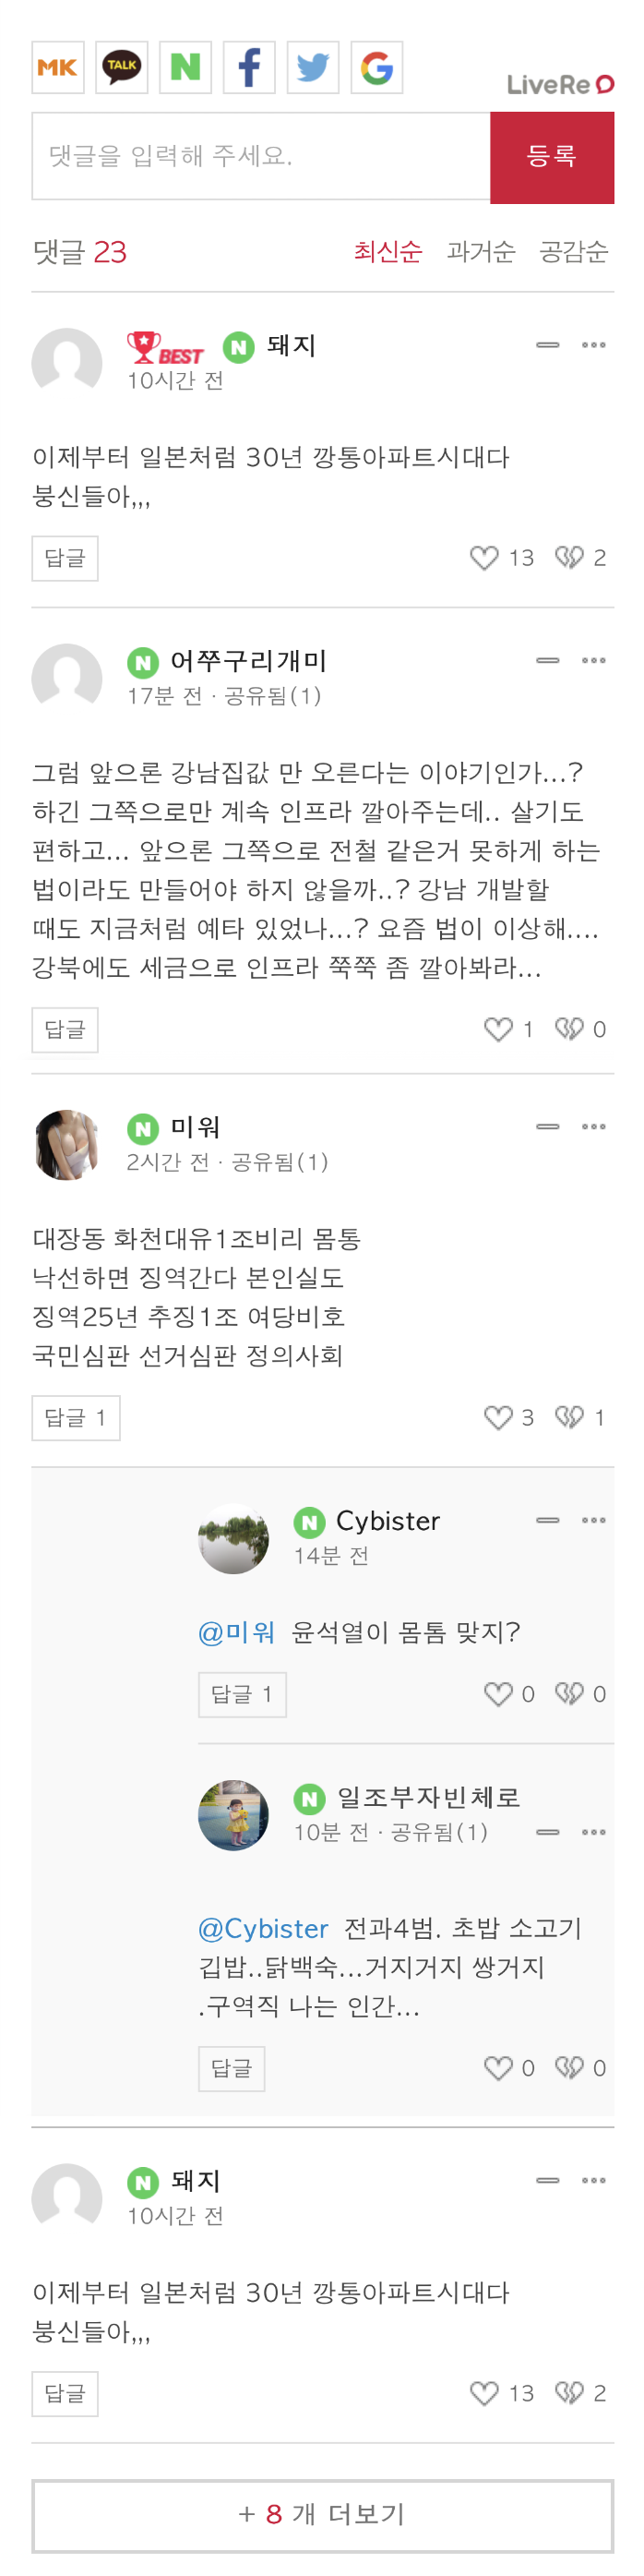 MK TALK N f G
LiveRe
댓글을 입력해 주세요. 등록
댓글 23 최신순 과거순 공감순
BEST N 돼지
10시간 전
이제부터 일본처럼 30년 깡통아파트시대다
붕신들아,,,
답글 13 2
N 어쭈구리개미
17분 전 · 공유됨(1)
그럼 앞으론 강남집값 만 오른다는 이야기인가...?
하긴 그쪽으로만 계속 인프라 깔아주는데.. 살기도
편하고... 앞으론 그쪽으로 전철 같은거 못하게 하는
법이라도 만들어야 하지 않을까..? 강남 개발할
때도 지금처럼 예타 있었나...? 요즘 법이 이상해....
강북에도 세금으로 인프라 쭉쭉 좀 깔아봐라...
답글 1 0
N 미워
2시간 전 · 공유됨(1)
대장동 화천대유1조비리 몸통
낙선하면 징역간다 본인실도
징역25년 추징1조 여당비호
국민심판 선거심판 정의사회
답글 1 3 1
N Cybister
14분 전
@미워 윤석열이 몸톰 맞지?
답글 1 0 0
N 일조부자빈체로
10분 전 · 공유됨(1)
@Cybister 전과4범. 초밥 소고기
깁밥..닭백숙...거지거지 쌍거지
.구역직 나는 인간...
답글 0 0
N 돼지
10시간 전
이제부터 일본처럼 30년 깡통아파트시대다
붕신들아,,,
답글 13 2
+ 8 개 더보기